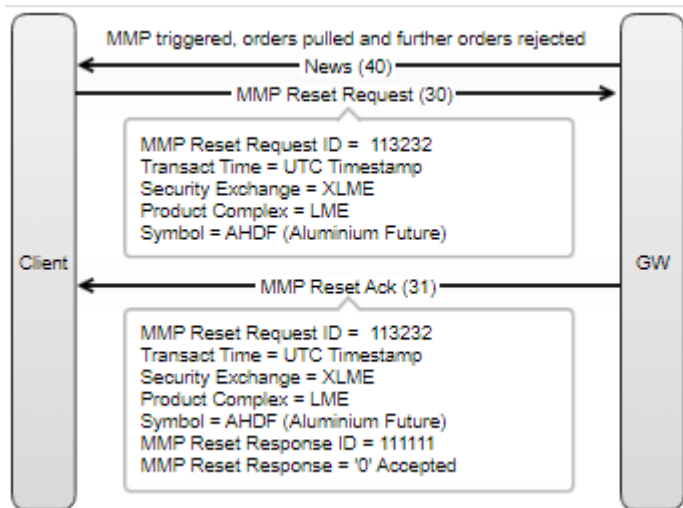 MMP triggered, orders pulled and further orders rejected
News (40)
MMP Reset Request (30)
MMP Reset Request ID = 113232
Transact Time = UTC Timestamp
Security Exchange = XLME
Product Complex = LME
Symbol = AHDF (Aluminium Future)
Client
GW
MMP Reset Ack (31)
MMP Reset Request ID = 113232
Transact Time = UTC Timestamp
Security Exchange = XLME
Product Complex = LME
Symbol = AHDF (Aluminium Future)
MMP Reset Response ID = 111111
MMP Reset Response = '0' Accepted